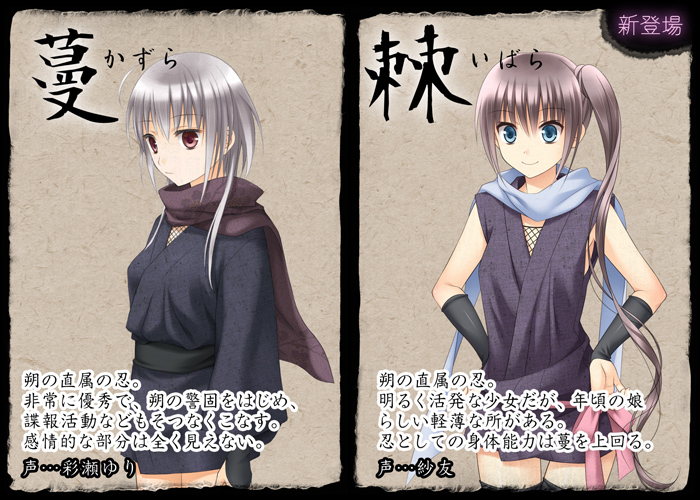 蔓
かずら
朔の直属の忍。
非常に優秀で、朔の警固をはじめ、
諜報活動などもそつなくこなす。
感情的な部分は全く見えない。
声…彩瀬ゆり
新登場
棘
いばら
朔の直属の忍。
明るく活発な少女だが、年頃の娘
らしい軽薄な所がある。
忍としての身体能力は蔓を上回る。
声…紗友